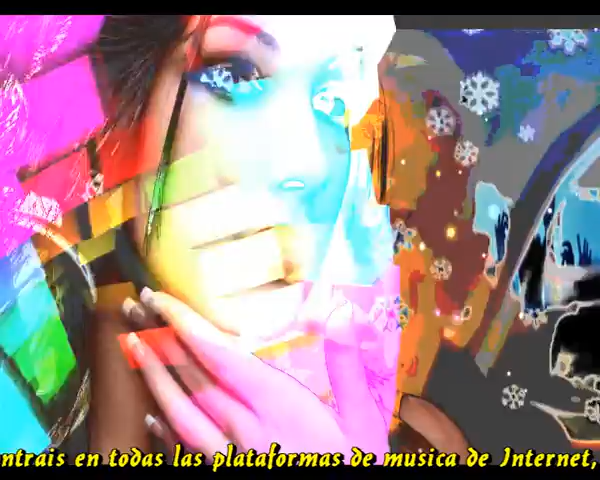 ntrais en todas las plataformas de musica de Internet,